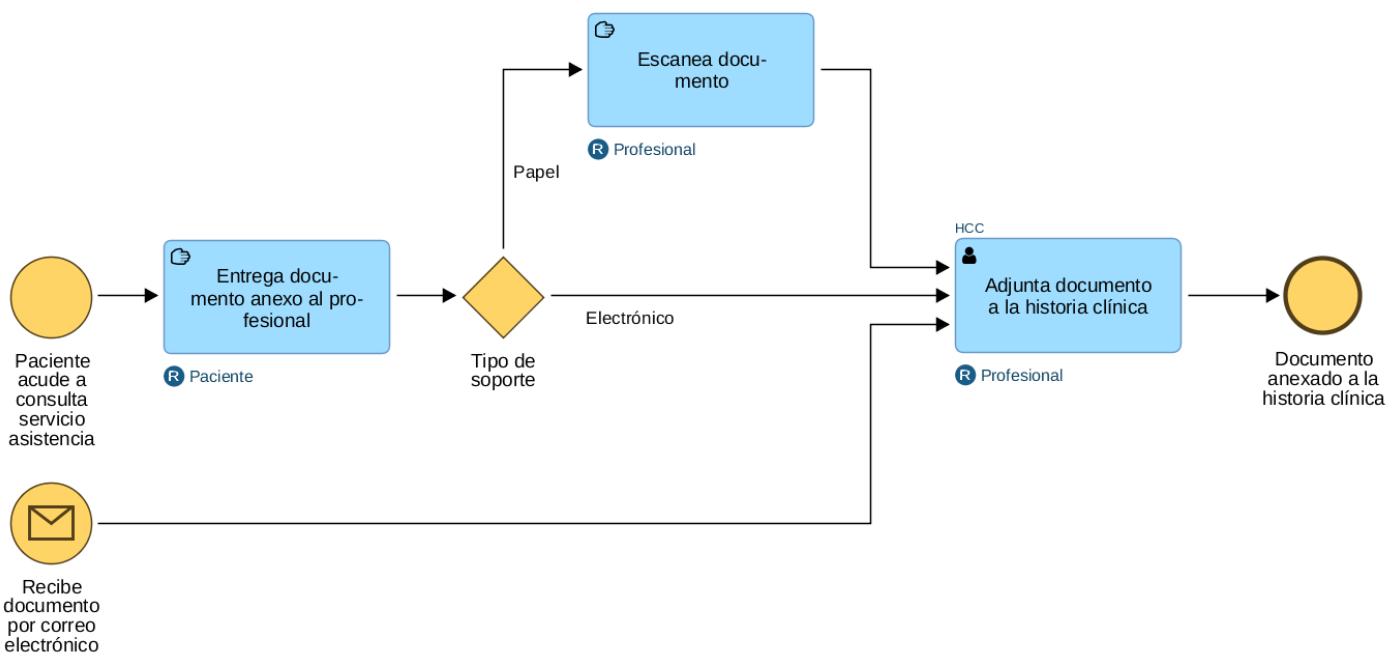 Escanea docu-
mento
R Profesional
Papel
HCC
Entrega docu-
mento anexo al pro-
fesional
R Paciente
Adjunta documento
a la historia clínica
R Profesional
Electrónico
Paciente
acude a
consulta
servicio
asistencia
Tipo de
soporte
Documento
anexado a la
historia clínica
Recibe
documento
por correo
electrónico